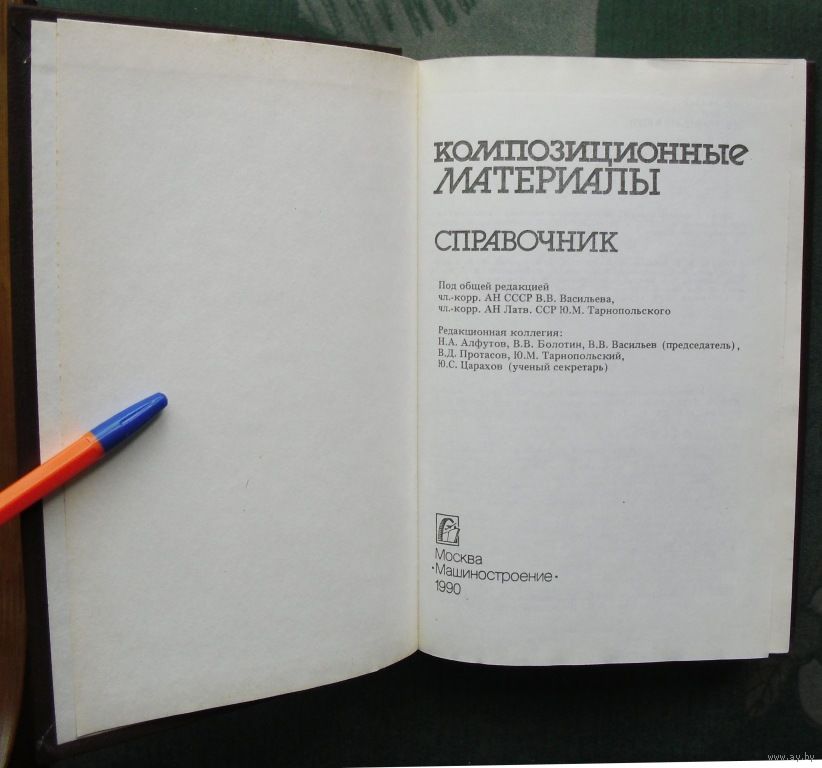 КОМПОЗИЦИОННЫЕ
МАТЕРИАЛЫ
СПРАВОЧНИК
Под общей редакцией
чл.-корр. АН СССР В.В. Васильева,
чл.-корр. АН Латв. ССР Ю.М. Тарнопольского
Редакционная коллегия:
Н.А. Алфутов, В.В. Болотин, В.В. Васильев (председатель),
В.Д. Протасов, Ю.М. Тарнопольский,
Ю.С. Царахов (ученый секретарь)
Москва
·Машиностроение·
1990
www.ay.by